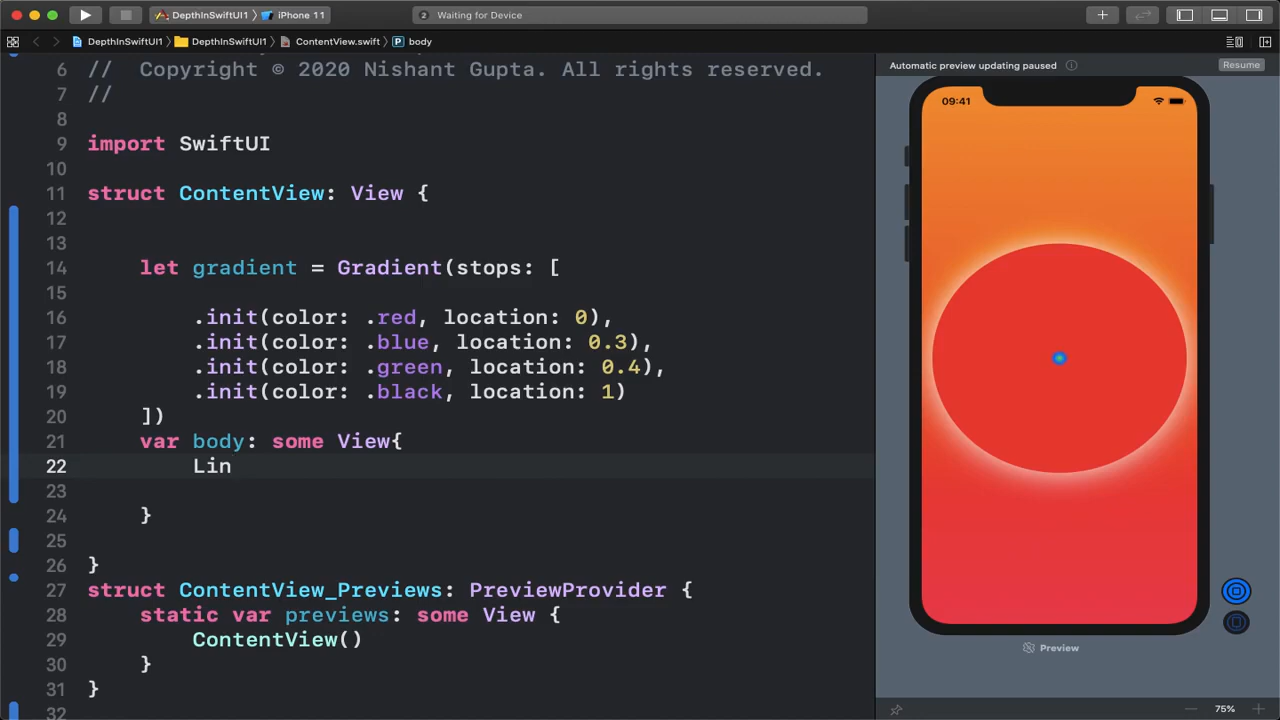 DepthInSwiftUI1 › iPhone 11
2 Waiting for Device
DepthInSwiftUI1 › DepthInSwiftUI1 › ContentView.swift › P body
6 //  Copyright © 2020 Nishant Gupta. All rights reserved.
7 //
8
9 import SwiftUI
10
11 struct ContentView: View {
12
13
14     let gradient = Gradient(stops: [
15
16         .init(color: .red, location: 0),
17         .init(color: .blue, location: 0.3),
18         .init(color: .green, location: 0.4),
19         .init(color: .black, location: 1)
20     ])
21     var body: some View{
22         Lin
23
24     }
25
26 }
27 struct ContentView_Previews: PreviewProvider {
28     static var previews: some View {
29         ContentView()
30     }
31 }
32
Automatic preview updating paused
Resume
09:41
Preview
75%